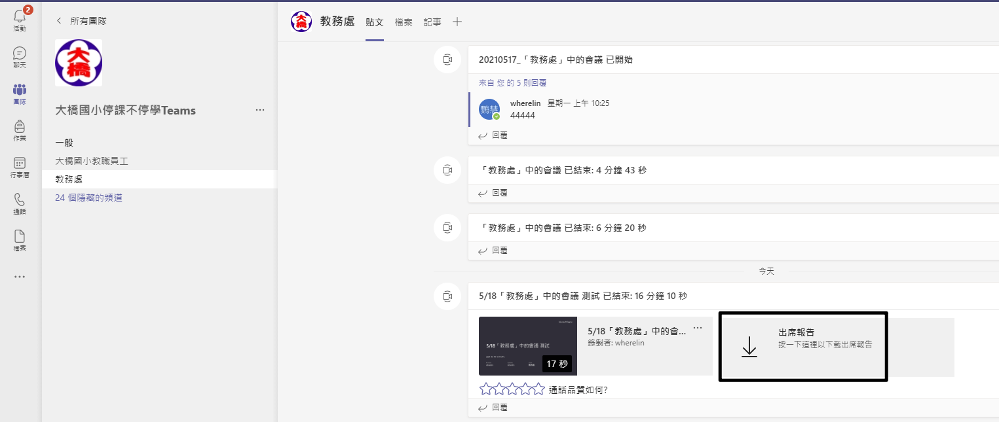 2
活動
聊天
團隊
作業
行事曆
通話
檔案
所有團隊
大橋
大橋國小停課不停學Teams
一般
大橋國小教職員工
教務處
24 個隱藏的頻道
大橋
教務處 貼文 檔案 記事
20210517_「教務處」中的會議 已開始
來自 您 的 5 則回覆
wherelin 星期一 上午 10:25
44444
回覆
「教務處」中的會議 已結束: 4 分鐘 43 秒
回覆
「教務處」中的會議 已結束: 6 分鐘 20 秒
回覆
今天
5/18「教務處」中的會議 測試 已結束: 16 分鐘 10 秒
5/18「教務處」中的會議 測試
17 秒
5/18「教務處」中的會...
錄製者: wherelin
出席報告
按一下這裡以下載出席報告
通話品質如何?
回覆